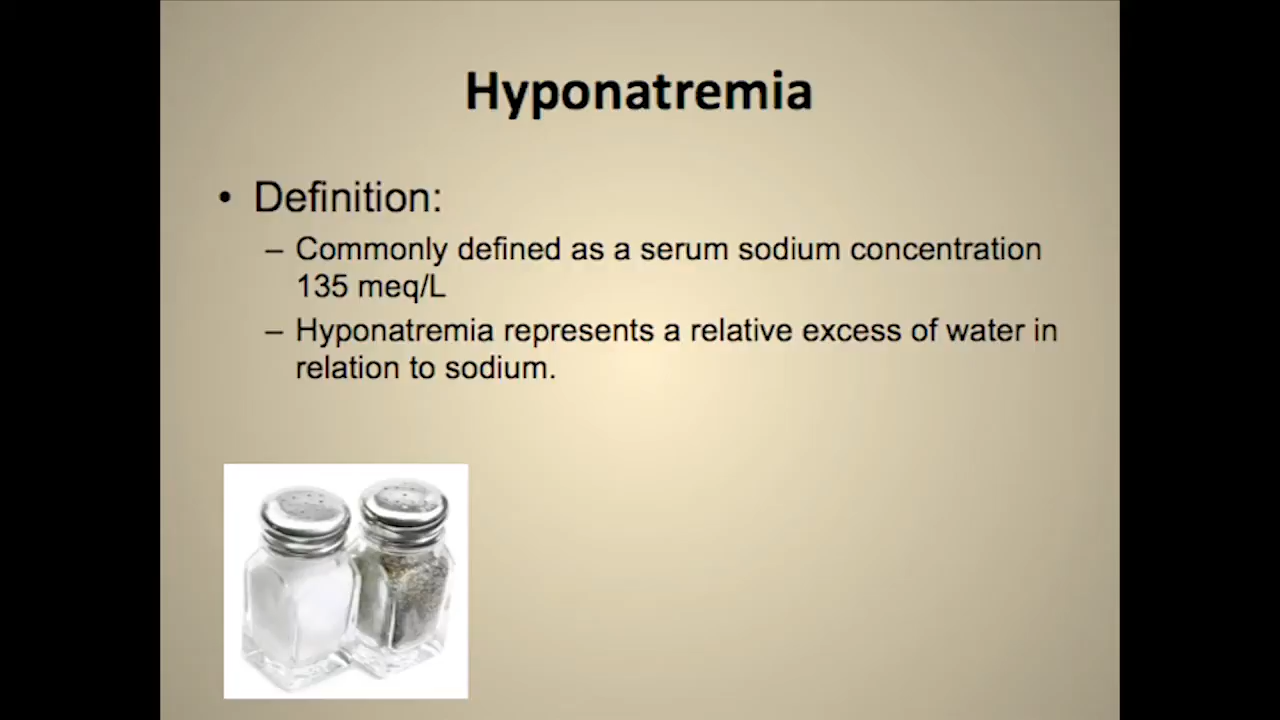 Hyponatremia
• Definition:
– Commonly defined as a serum sodium concentration
135 meq/L
– Hyponatremia represents a relative excess of water in
relation to sodium.